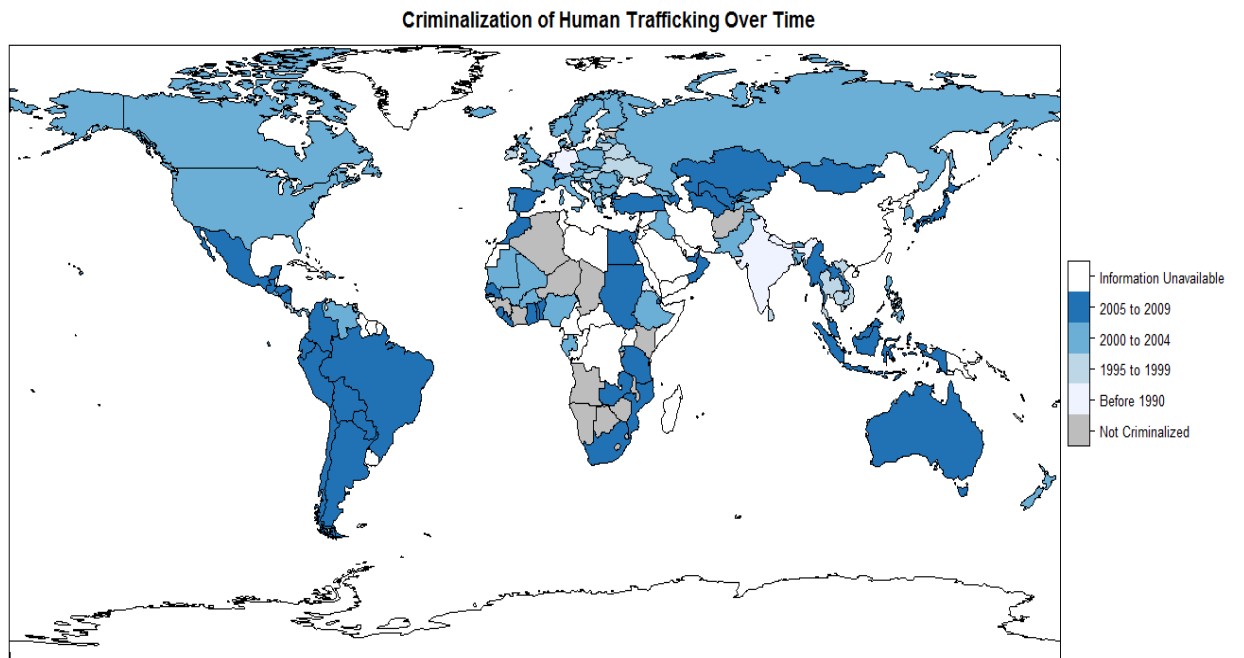 Criminalization of Human Trafficking Over Time
Information Unavailable
2005 to 2009
2000 to 2004
1995 to 1999
Before 1990
Not Criminalized